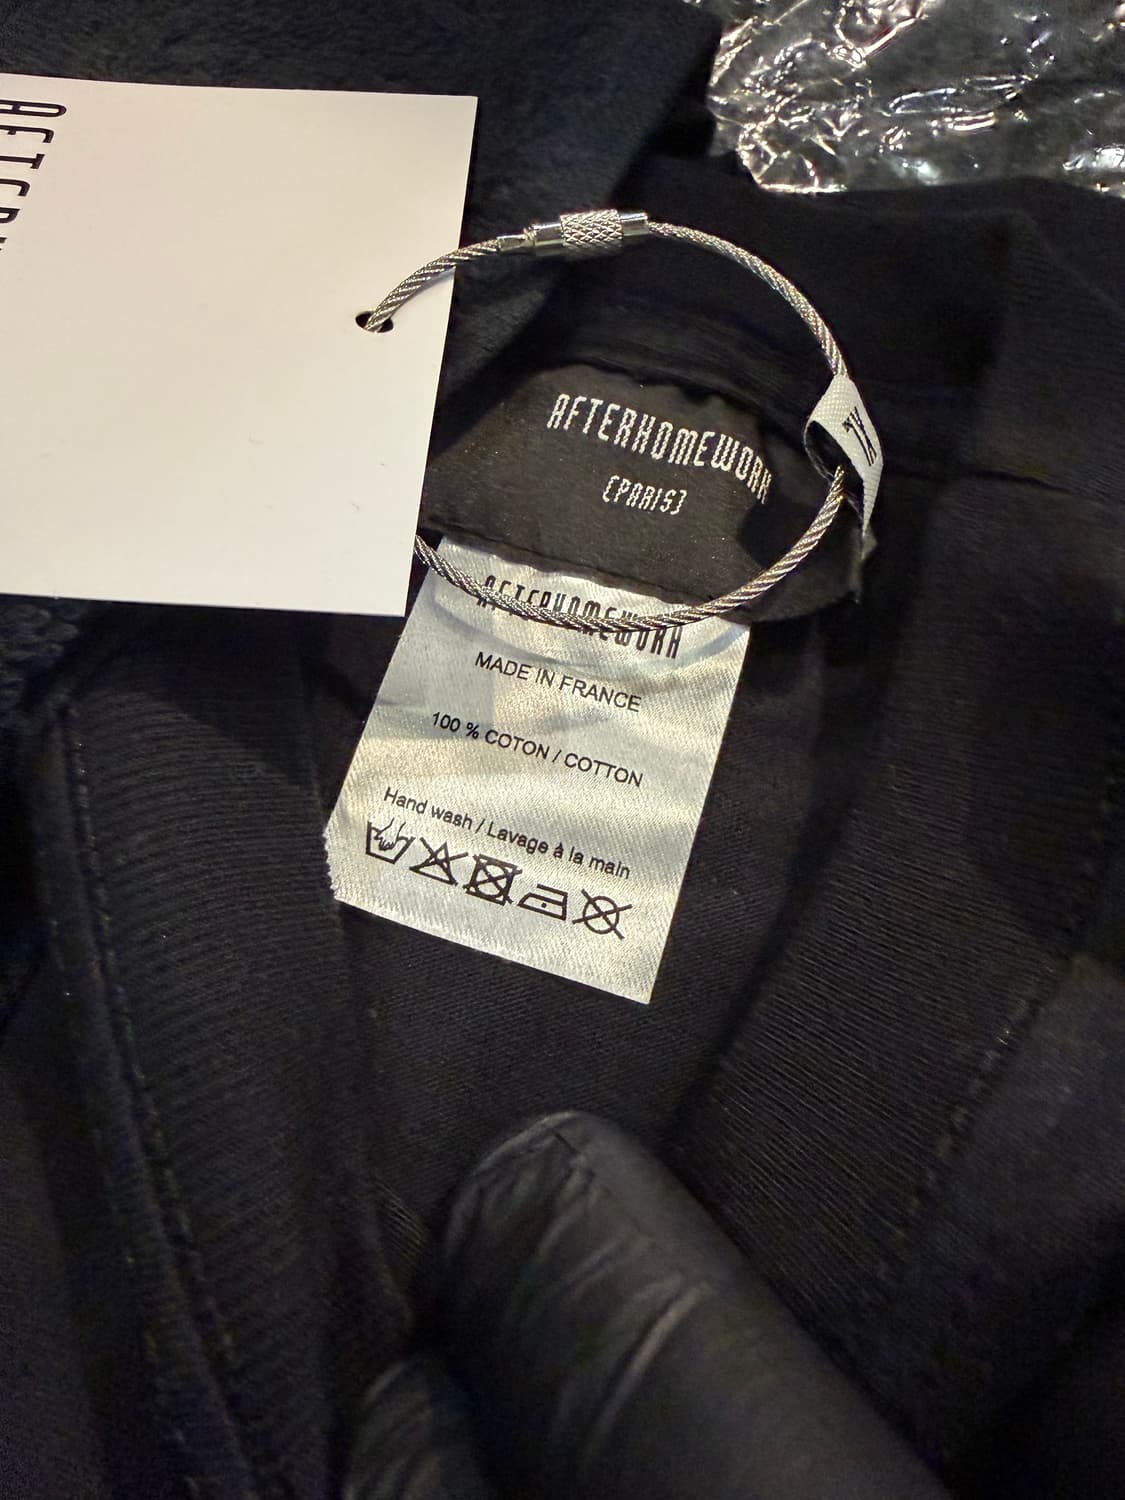 AFTERHOMEWORK
(PARIS)
XL
AFTERHOMEWORK
MADE IN FRANCE
100 % COTON / COTTON
Hand wash / Lavage à la main